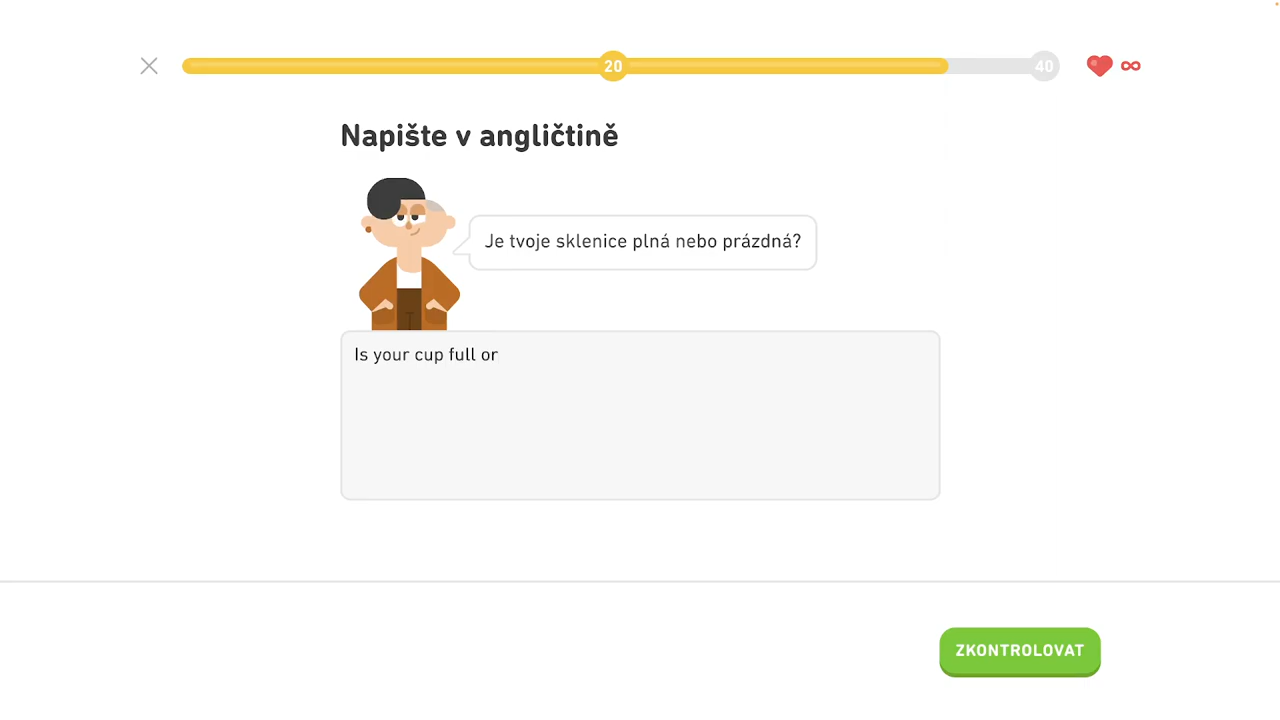 20
40
∞
Napište v angličtině
Je tvoje sklenice plná nebo prázdná?
Is your cup full or
ZKONTROLOVAT